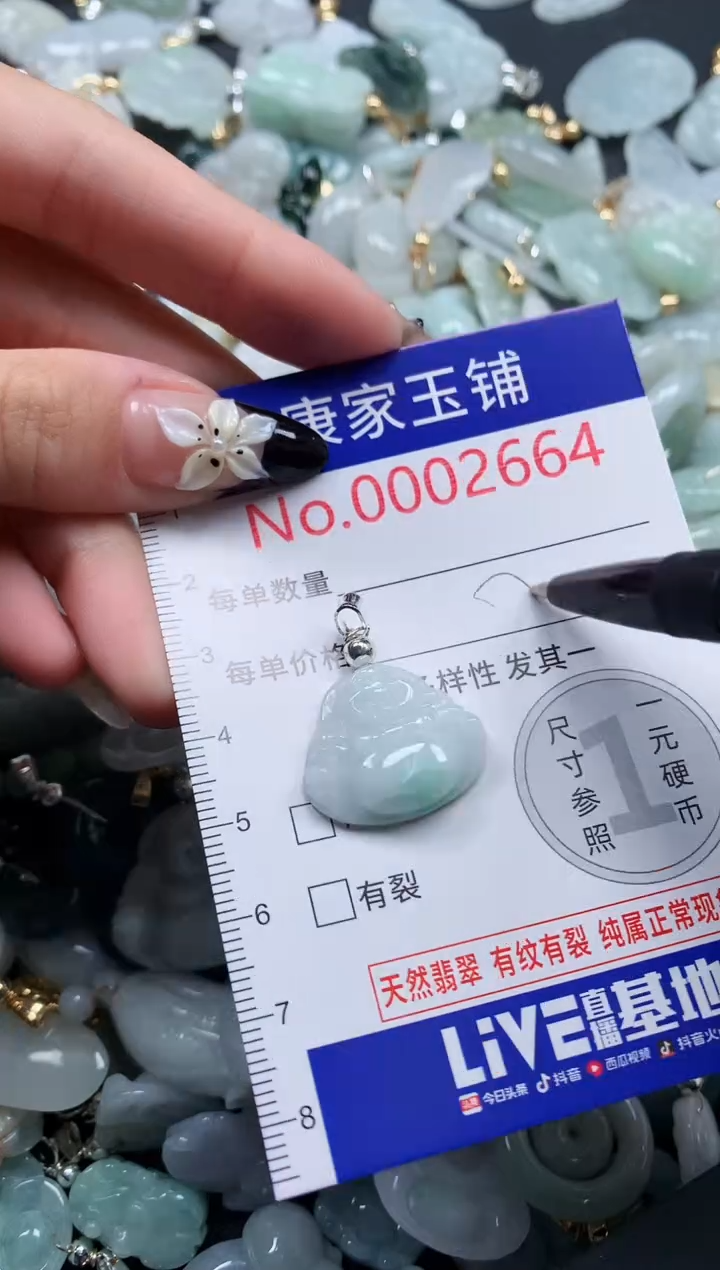 康家玉铺
No.0002664
每单数量
每单价格
样性 发其一
尺寸参照
1
一元硬币
有裂
天然翡翠 有纹有裂 纯属正常现
LiVE直播基地
今日头条 抖音 西瓜视频 抖音火
2
3
4
5
6
7
8